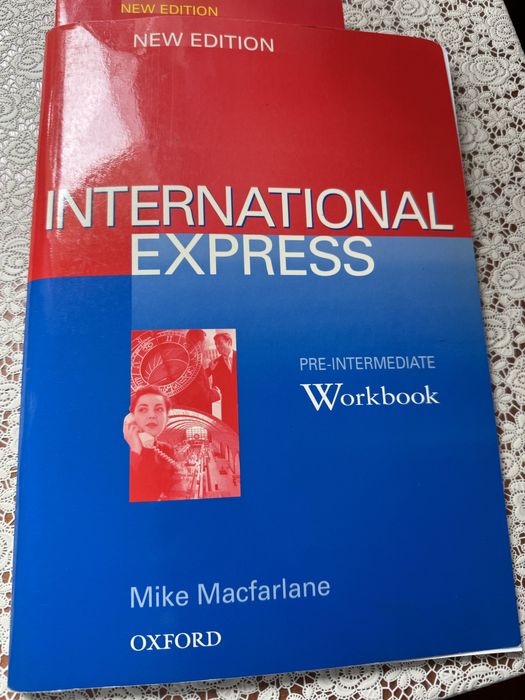 NEW EDITION
NEW EDITION
INTERNATIONAL
EXPRESS
PRE-INTERMEDIATE
Workbook
Mike Macfarlane
OXFORD